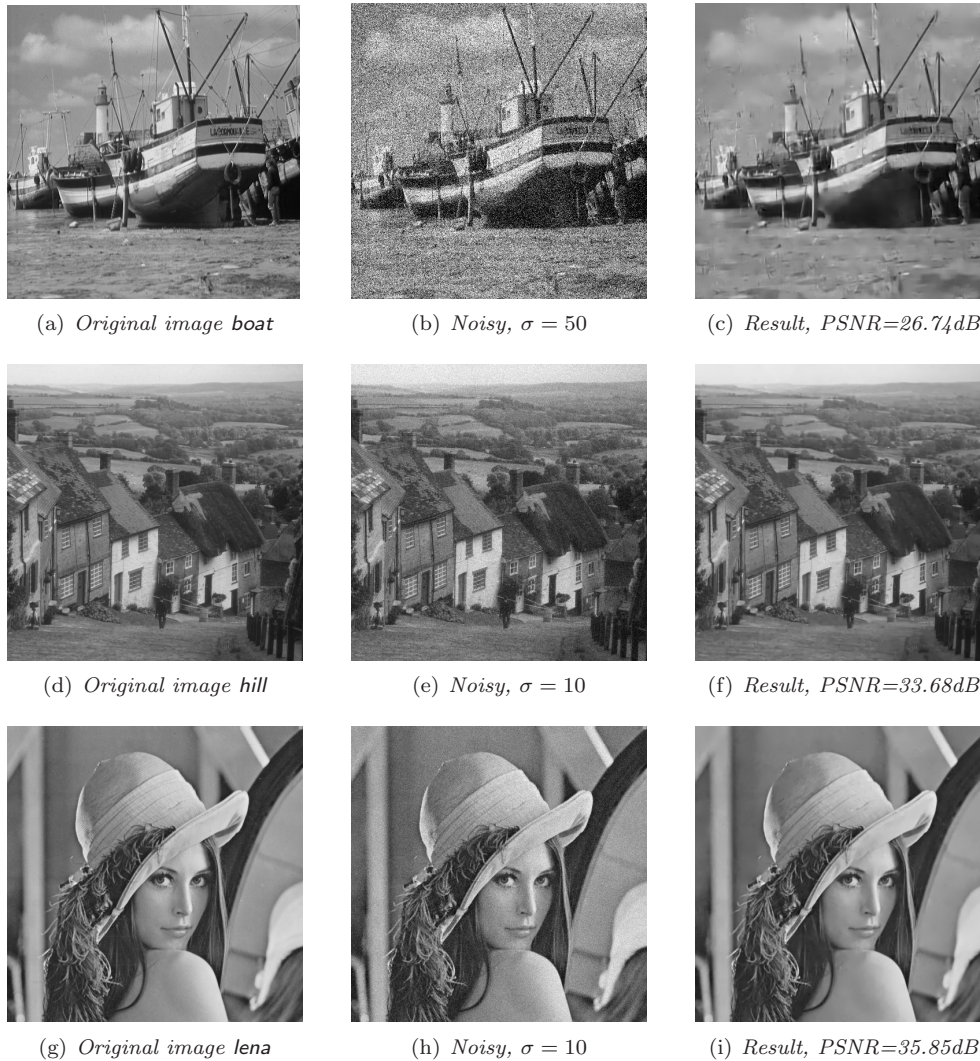 (a) Original image boat
(b) Noisy, σ = 50
(c) Result, PSNR=26.74dB
(d) Original image hill
(e) Noisy, σ = 10
(f) Result, PSNR=33.68dB
(g) Original image lena
(h) Noisy, σ = 10
(i) Result, PSNR=35.85dB